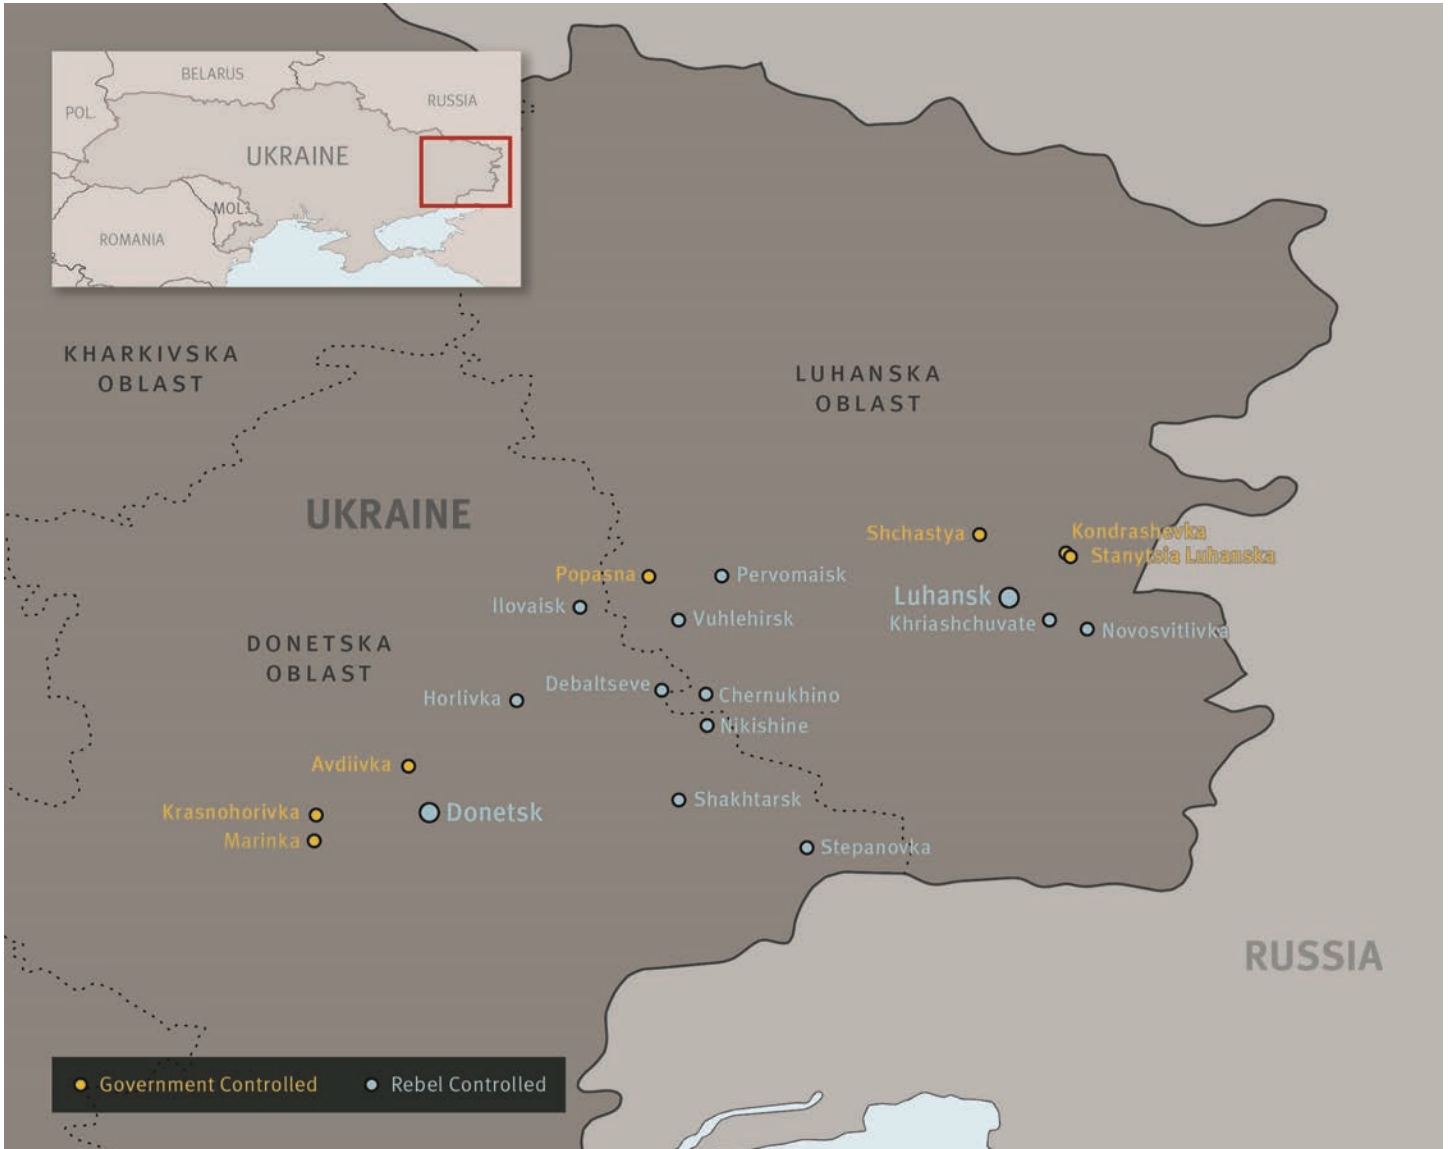 BELARUS
RUSSIA
POL.
UKRAINE
MOL.
ROMANIA
KHARKIVSKA
OBLAST
LUHANSKA
OBLAST
UKRAINE
Shchastya
Kondrashevka
Stanytsia Luhanska
Popasna
Pervomaisk
Ilovaisk
Luhansk
Vuhlehirsk
Khriashchuvate
Novosvitlivka
DONETSKA
OBLAST
Debaltseve
Horlivka
Chernukhino
Nikishine
Avdiivka
Shakhtarsk
Krasnohorivka
Donetsk
Marinka
Stepanovka
RUSSIA
Government Controlled
Rebel Controlled